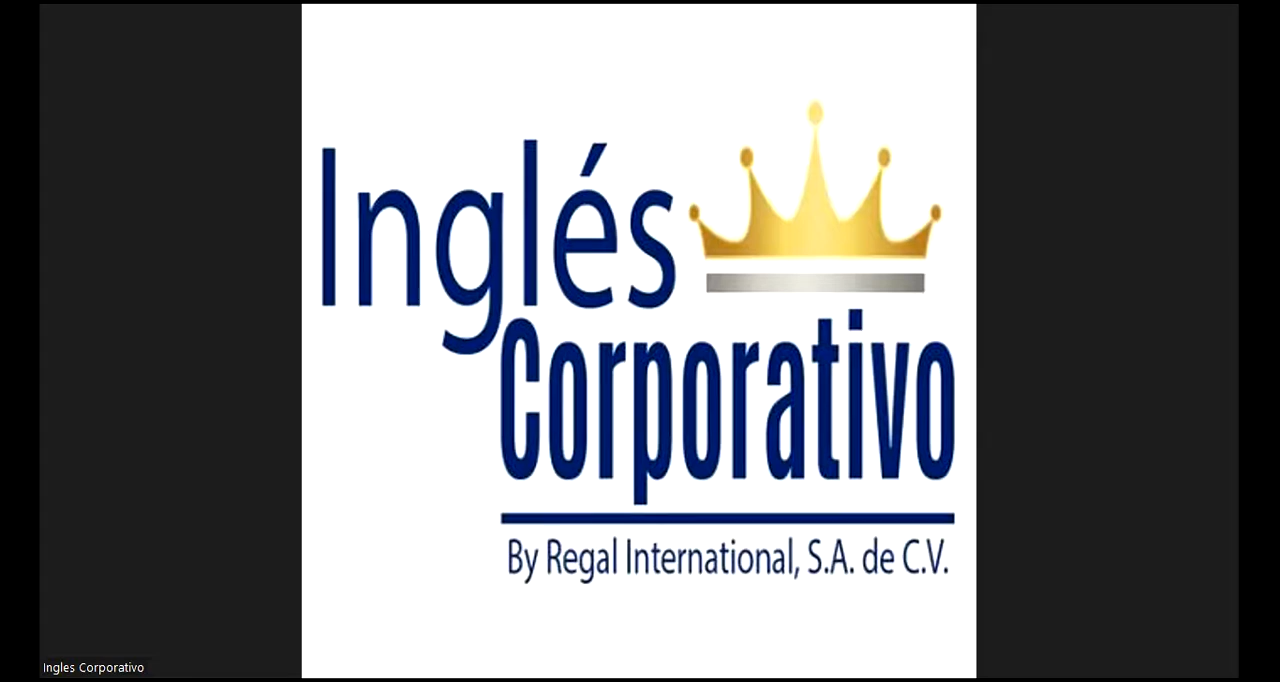 Inglés
Corporativo
By Regal International, S.A. de C.V.
Ingles Corporativo